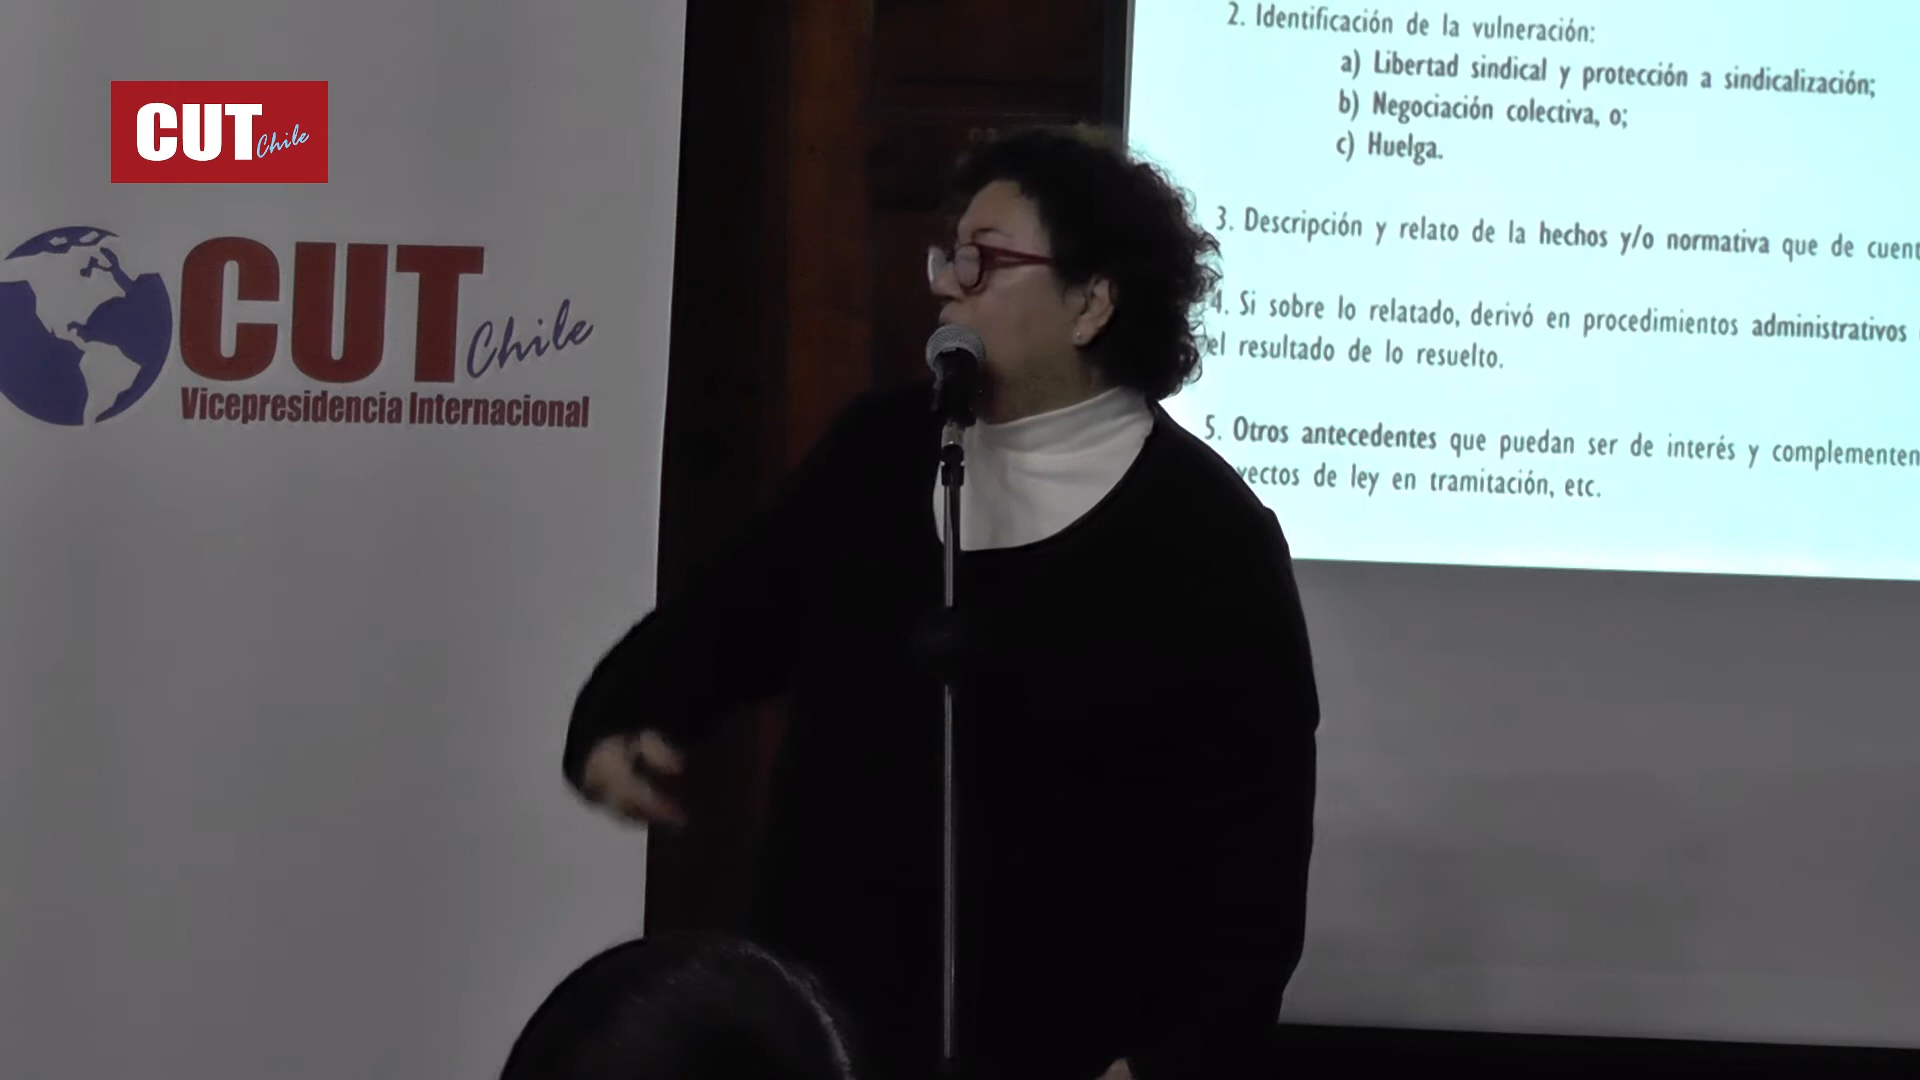 CUT
Chile
CUT
Chile
Vicepresidencia Internacional
2. Identificación de la vulneración:
a) Libertad sindical y protección a sindicalización;
b) Negociación colectiva, o;
c) Huelga.
3. Descripción y relato de la hechos y/o normativa que de cuent
4. Si sobre lo relatado, derivó en procedimientos administrativos
el resultado de lo resuelto.
5. Otros antecedentes que puedan ser de interés y complementen
yectos de ley en tramitación, etc.